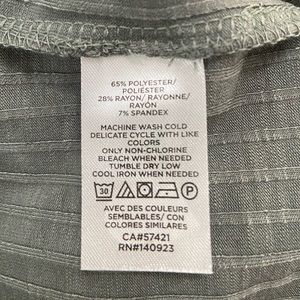 65% POLYESTER/
POLIÉSTER
28% RAYON/ RAYONNE/
RAYÓN
7% SPANDEX
MACHINE WASH COLD
DELICATE CYCLE WITH LIKE
COLORS
ONLY NON-CHLORINE
BLEACH WHEN NEEDED
TUMBLE DRY LOW
COOL IRON WHEN NEEDED
30
AVEC DES COULEURS
SEMBLABLES/ CON
COLORES SIMILARES
CA#57421
RN#140923